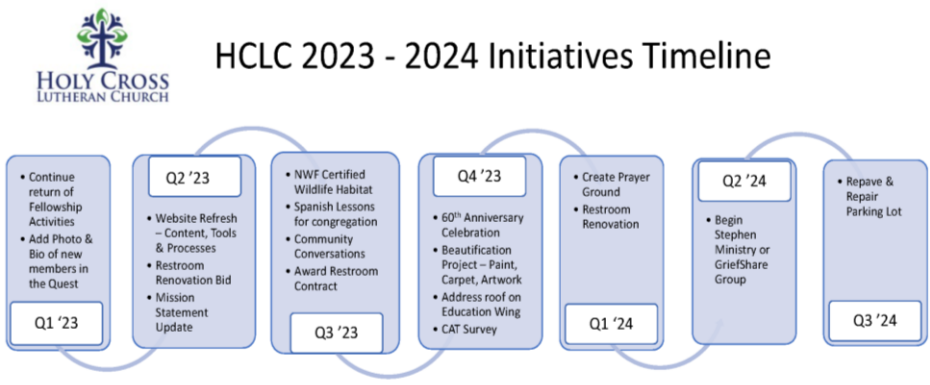 HOLY CROSS
LUTHERAN CHURCH
HCLC 2023 - 2024 Initiatives Timeline
• Continue
return of
Fellowship
Activities
• Add Photo &
Bio of new
members in
the Quest
Q1 '23
Q2 '23
• Website Refresh
– Content, Tools
& Processes
• Restroom
Renovation Bid
• Mission
Statement
Update
• NWF Certified
Wildlife Habitat
• Spanish Lessons
for congregation
• Community
Conversations
• Award Restroom
Contract
Q3 '23
Q4 '23
• 60th Anniversary
Celebration
• Beautification
Project – Paint,
Carpet, Artwork
• Address roof on
Education Wing
• CAT Survey
• Create Prayer
Ground
• Restroom
Renovation
Q1 '24
Q2 '24
• Begin
Stephen
Ministry or
GriefShare
Group
• Repave &
Repair
Parking Lot
Q3 '24